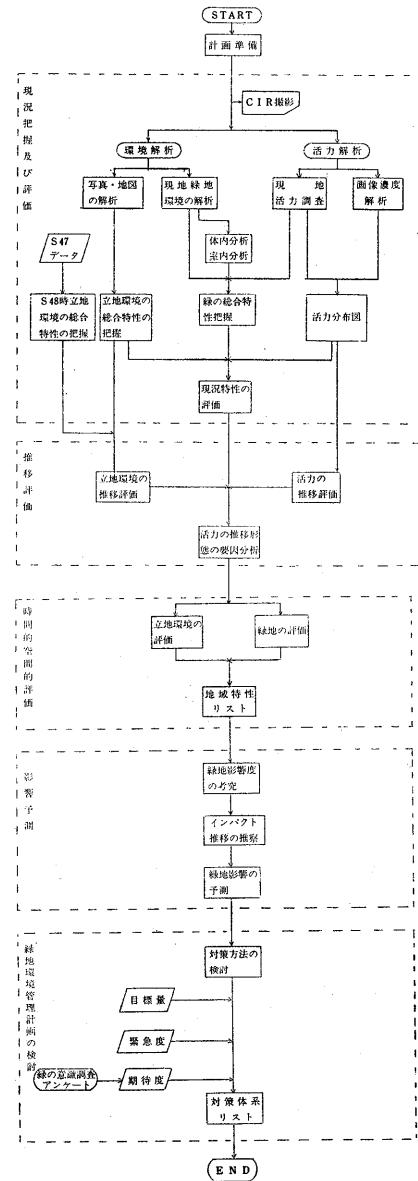 START
計画準備
現況把握及び評価
CIR撮影
環境解析
活力解析
写真・地図
の解析
現地緑地
環境の解析
現地
活力調査
画像濃度
解析
S47
データ
体内分析
室内分析
S48時立地
環境の総合
特性の把握
立地環境の
総合特性の
把握
緑の総合特
性把握
活力分布図
現況特性の
評価
推移評価
立地環境の
推移評価
活力の
推移評価
活力の推移形
態の要因分析
時間的空間的評価
立地環境の
評価
緑地の評価
地域特性
リスト
影響予測
緑地影響度
の考究
インパクト
推移の推察
緑地影響の
予測
緑地環境管理計画の検討
対策方法の
検討
目標量
緊急度
緑の意識調査
アンケート
期待度
対策体系
リスト
END